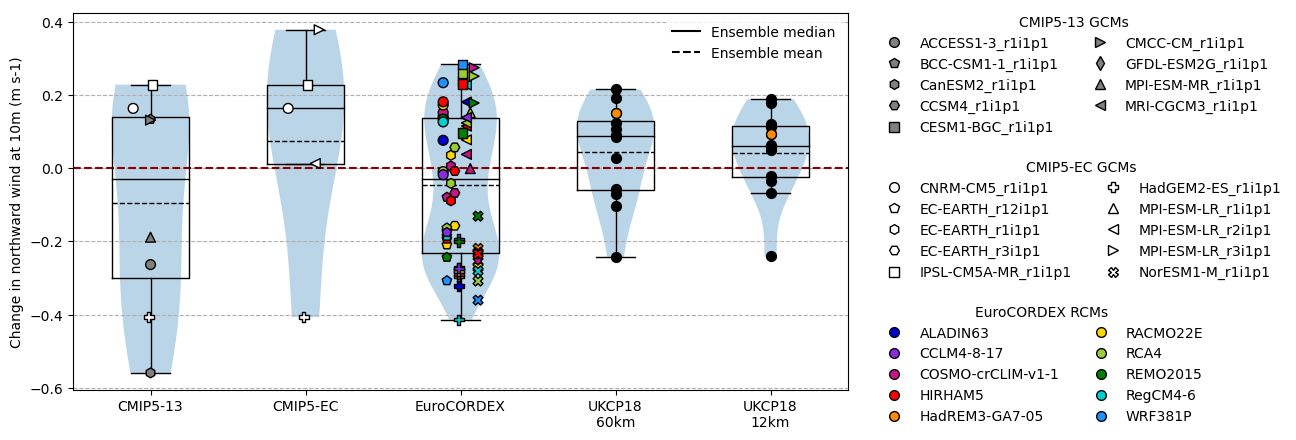 Change in northward wind at 10m (m s-1)
0.4
0.2
0.0
−0.2
−0.4
−0.6
Ensemble median
Ensemble mean
CMIP5-13
CMIP5-EC
EuroCORDEX
UKCP18
60km
UKCP18
12km
CMIP5-13 GCMs
ACCESS1-3_r1i1p1
BCC-CSM1-1_r1i1p1
CanESM2_r1i1p1
CCSM4_r1i1p1
CESM1-BGC_r1i1p1
CMCC-CM_r1i1p1
GFDL-ESM2G_r1i1p1
MPI-ESM-MR_r1i1p1
MRI-CGCM3_r1i1p1
CMIP5-EC GCMs
CNRM-CM5_r1i1p1
EC-EARTH_r12i1p1
EC-EARTH_r1i1p1
EC-EARTH_r3i1p1
IPSL-CM5A-MR_r1i1p1
HadGEM2-ES_r1i1p1
MPI-ESM-LR_r1i1p1
MPI-ESM-LR_r2i1p1
MPI-ESM-LR_r3i1p1
NorESM1-M_r1i1p1
EuroCORDEX RCMs
ALADIN63
CCLM4-8-17
COSMO-crCLIM-v1-1
HIRHAM5
HadREM3-GA7-05
RACMO22E
RCA4
REMO2015
RegCM4-6
WRF381P